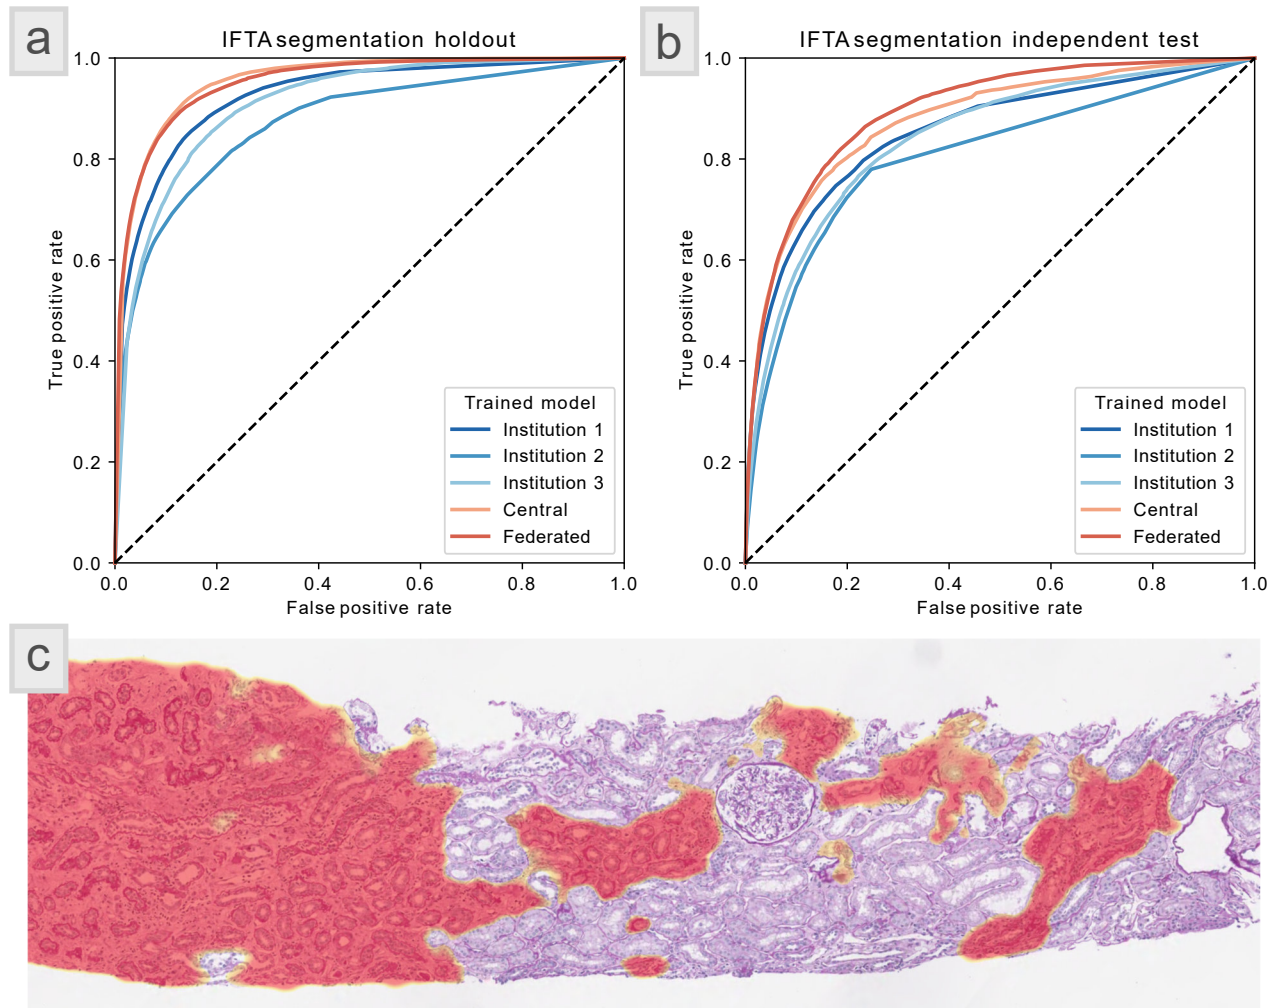 a
IFTA segmentation holdout
1.0
0.8
0.6
0.4
0.2
0.0
True positive rate
0.0 0.2 0.4 0.6 0.8 1.0
False positive rate
Trained model
Institution 1
Institution 2
Institution 3
Central
Federated
b
IFTA segmentation independent test
1.0
0.8
0.6
0.4
0.2
0.0
True positive rate
0.0 0.2 0.4 0.6 0.8 1.0
False positive rate
Trained model
Institution 1
Institution 2
Institution 3
Central
Federated
c